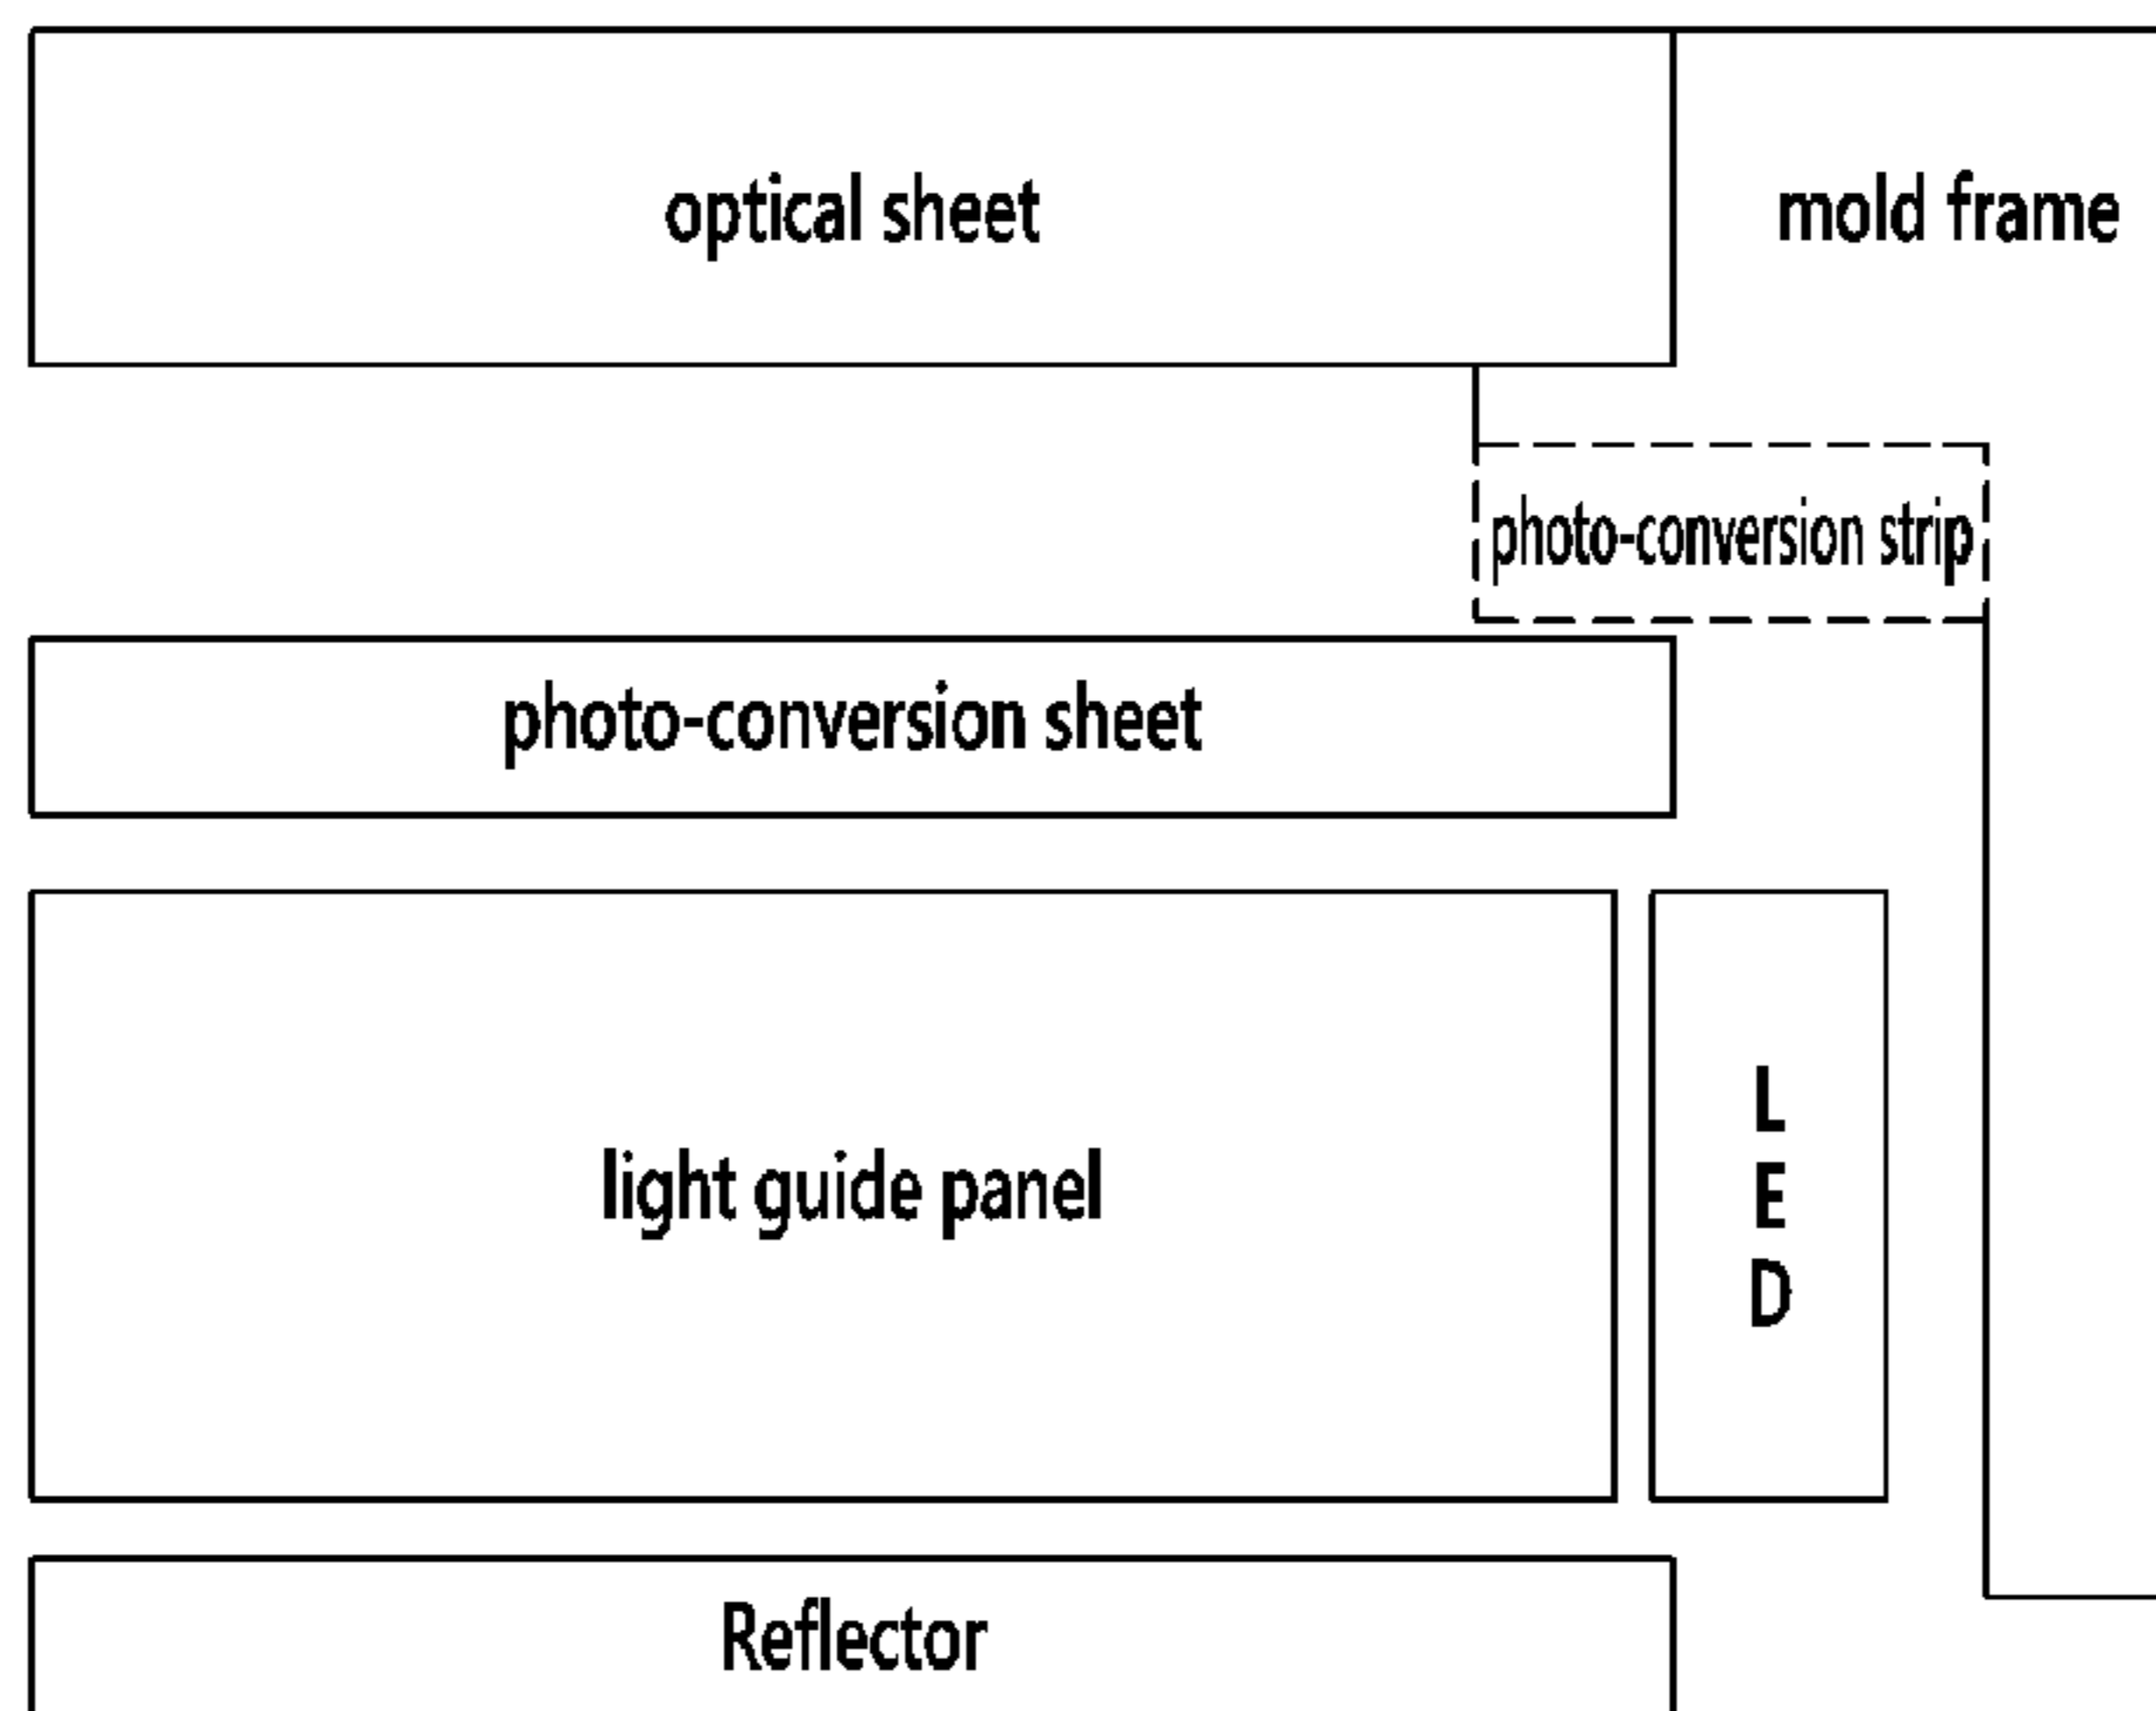 optical sheet
mold frame
photo-conversion strip
photo-conversion sheet
light guide panel
L
E
D
Reflector